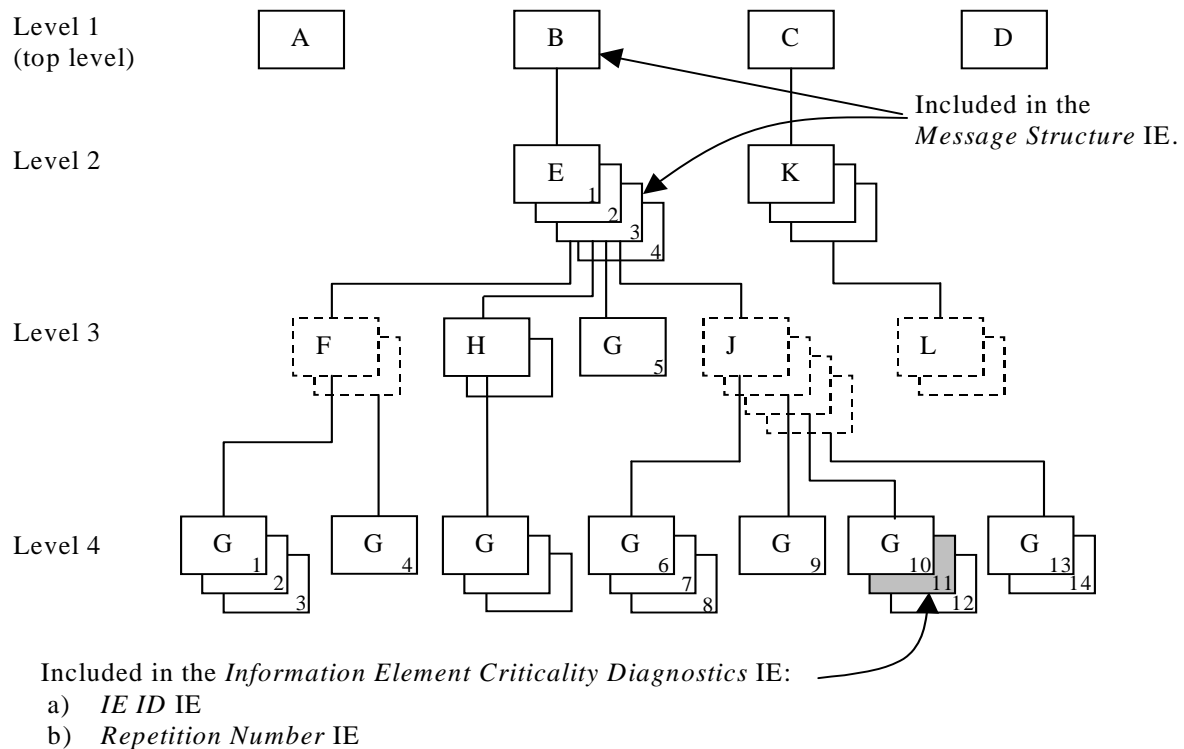 Level 1
(top level)
A
B
C
D
Included in the
Message Structure IE.
Level 2
E
1
2
3
4
K
Level 3
F
H
G
5
J
L
Level 4
G
1
2
3
G
4
G
G
6
7
8
G
9
G
10
11
12
G
13
14
Included in the Information Element Criticality Diagnostics IE:
a) IE ID IE
b) Repetition Number IE